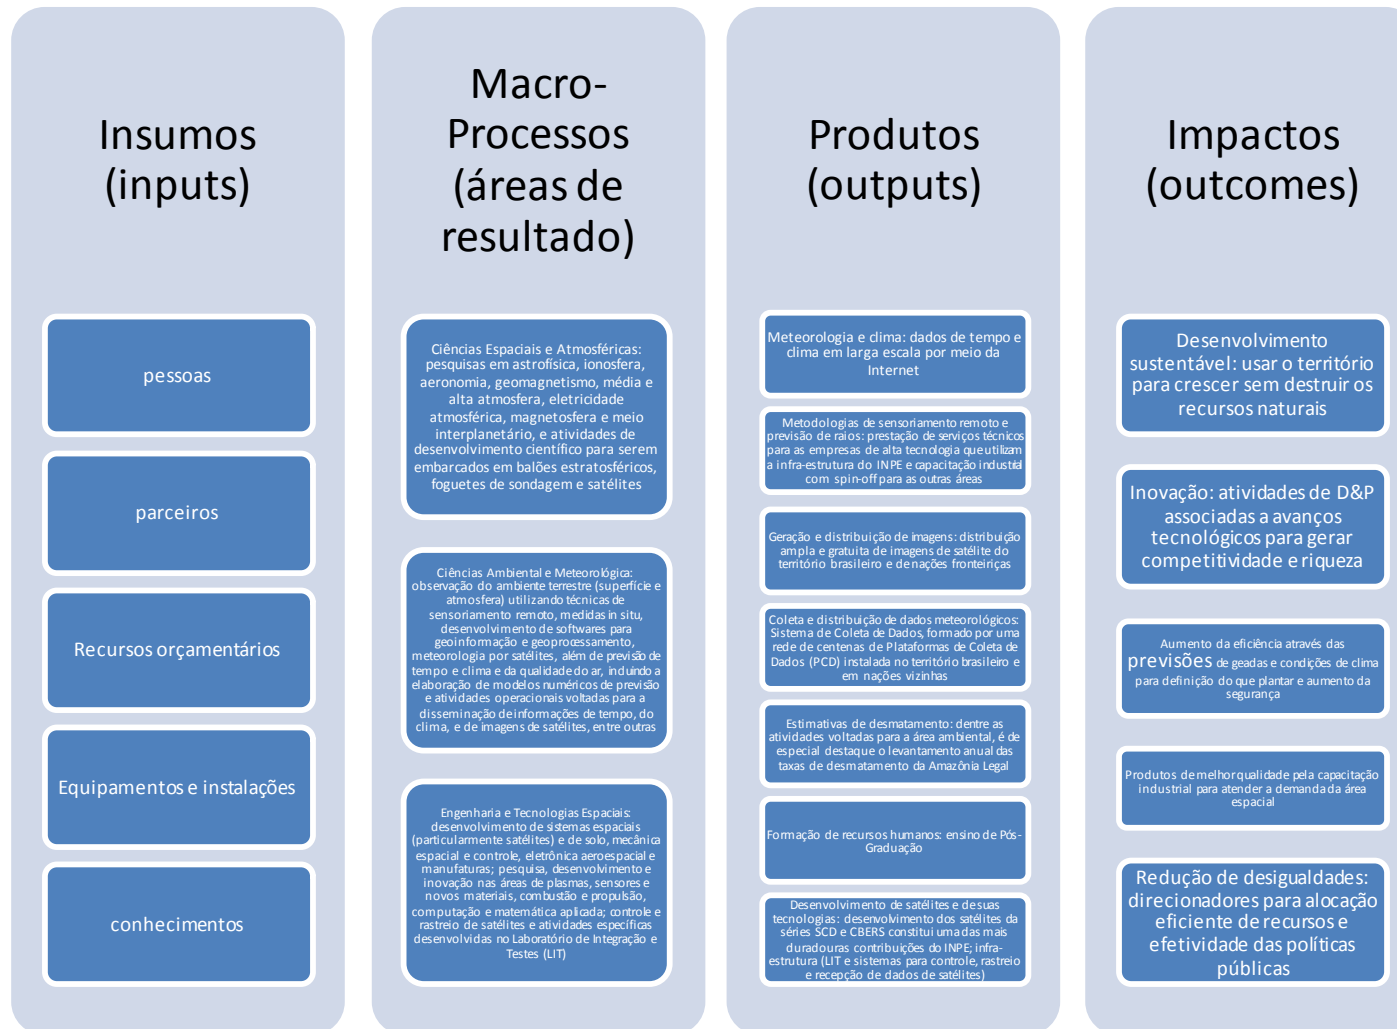 Insumos
(inputs)
pessoas
parceiros
Recursos orçamentários
Equipamentos e instalações
conhecimentos
Macro-
Processos
(áreas de
resultado)
Ciências Espaciais e Atmosféricas:
pesquisas em astrofísica, ionosfera,
aeronomia, geomagnetismo, média e
alta atmosfera, eletricidade
atmosférica, magnetosfera e meio
interplanetário, e atividades de
desenvolvimento científico para serem
embarcados em balões estratosféricos,
foguetes de sondagem e satélites
Ciências Ambiental e Meteorológica:
observação do ambiente terrestre (superfície e
atmosfera) utilizando técnicas de
sensoriamento remoto, medidas in situ,
desenvolvimento de softwares para
geoinformação e geoprocessamento,
meteorologia por satélites, além de previsão de
tempo e clima e da qualidade do ar, incluindo a
elaboração de modelos numéricos de previsão
e atividades operacionais voltadas para a
disseminação de informações de tempo, do
clima, e de imagens de satélites, entre outras
Engenharia e Tecnologias Espaciais:
desenvolvimento de sistemas espaciais
(particularmente satélites) e de solo, mecânica
espacial e controle, eletrônica aeroespacial e
manufaturas; pesquisa, desenvolvimento e
inovação nas áreas de plasmas, sensores e
novos materiais, combustão e propulsão,
computação e matemática aplicada; controle e
rastreio de satélites e atividades específicas
desenvolvidas no Laboratório de Integração e
Testes (LIT)
Produtos
(outputs)
Meteorologia e clima: dados de tempo e
clima em larga escala por meio da
Internet
Metodologias de sensoriamento remoto e
previsão de raios: prestação de serviços técnicos
para as empresas de alta tecnologia que utilizam
a infra-estrutura do INPE e capacitação industrial
com spin-off para as outras áreas
Geração e distribuição de imagens: distribuição
ampla e gratuita de imagens de satélite do
território brasileiro e de nações fronteiriças
Coleta e distribuição de dados meteorológicos:
Sistema de Coleta de Dados, formado por uma
rede de centenas de Plataformas de Coleta de
Dados (PCD) instalada no território brasileiro e
em nações vizinhas
Estimativas de desmatamento: dentre as
atividades voltadas para a área ambiental, é de
especial destaque o levantamento anual das
taxas de desmatamento da Amazônia Legal
Formação de recursos humanos: ensino de Pós-
Graduação
Desenvolvimento de satélites e de suas
tecnologias: desenvolvimento dos satélites da
séries SCD e CBERS constitui uma das mais
duradouras contribuições do INPE; infra-
estrutura (LIT e sistemas para controle, rastreio
e recepção de dados de satélites)
Impactos
(outcomes)
Desenvolvimento
sustentável: usar o território
para crescer sem destruir os
recursos naturais
Inovação: atividades de D&P
associadas a avanços
tecnológicos para gerar
competitividade e riqueza
Aumento da eficiência através das
previsões de geadas e condições de clima
para definição do que plantar e aumento da
segurança
Produtos de melhor qualidade pela capacitação
industrial para atender a demanda da área
espacial
Redução de desigualdades:
direcionadores para alocação
eficiente de recursos e
efetividade das políticas
públicas